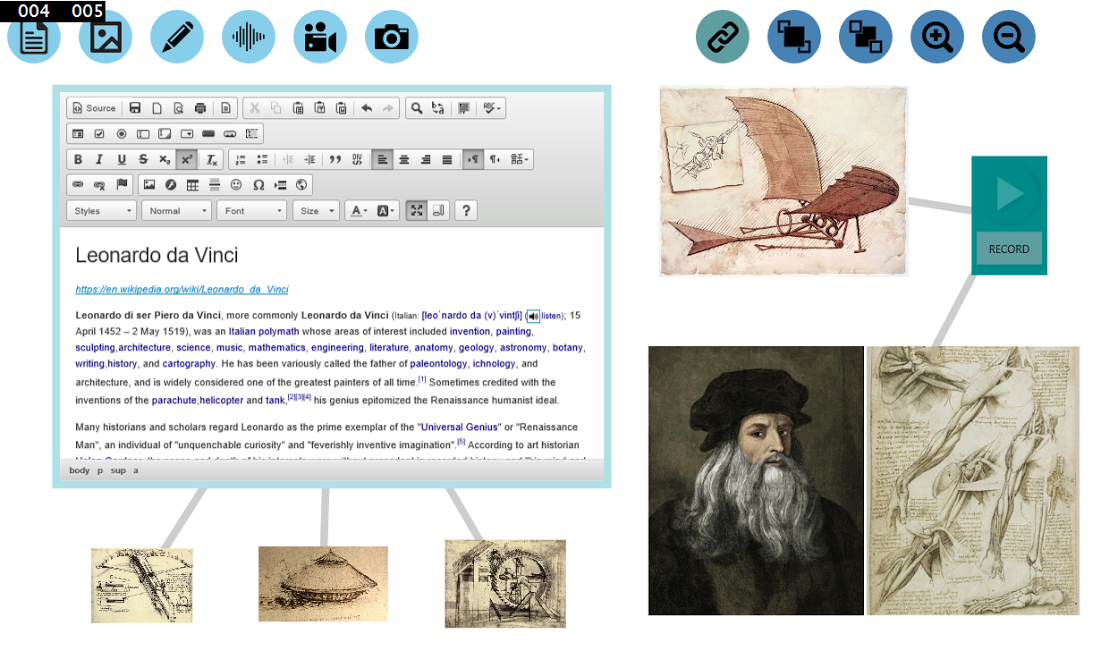 004 005
Source
B I U S x₂ x² Tx
Styles Normal Font Size A A ?
Leonardo da Vinci
https://en.wikipedia.org/wiki/Leonardo_da_Vinci
Leonardo di ser Piero da Vinci, more commonly Leonardo da Vinci (Italian: [leoˈnardo da (v)ˈvintʃi] (listen); 15
April 1452 – 2 May 1519), was an Italian polymath whose areas of interest included invention, painting,
sculpting,architecture, science, music, mathematics, engineering, literature, anatomy, geology, astronomy, botany,
writing,history, and cartography. He has been variously called the father of paleontology, ichnology, and
architecture, and is widely considered one of the greatest painters of all time.[1] Sometimes credited with the
inventions of the parachute,helicopter and tank,[2][3][4] his genius epitomized the Renaissance humanist ideal.
Many historians and scholars regard Leonardo as the prime exemplar of the "Universal Genius" or "Renaissance
Man", an individual of "unquenchable curiosity" and "feverishly inventive imagination".[5] According to art historian
body p sup a
RECORD